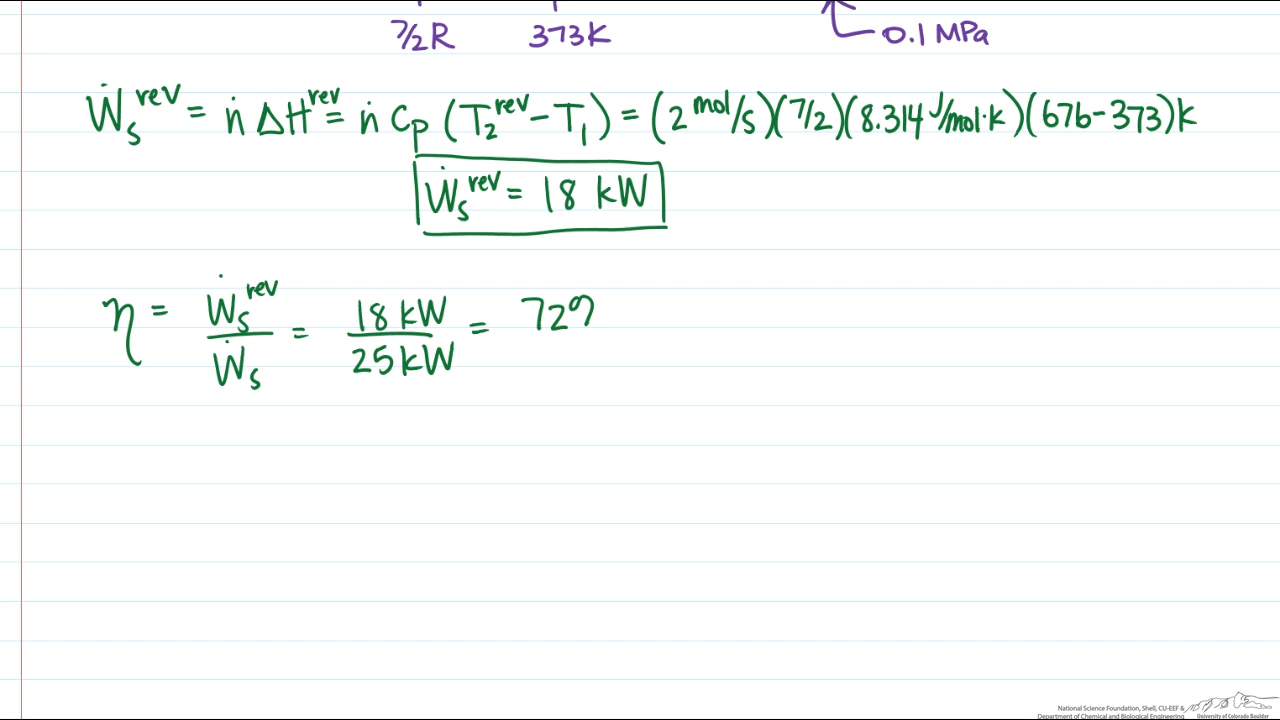 7/2 R 373K 0.1 MPa
Ẇs^rev = ṅ ΔH^rev = ṅ Cp (T2^rev - T1) = (2 mol/s)(7/2)(8.314 J/mol·K)(676-373)K
Ẇs^rev = 18 kW
η = Ẇs^rev / Ẇs = 18 kW / 25 kW = 72%
National Science Foundation, Shell, CU-EEF &
Department of Chemical and Biological Engineering
University of Colorado Boulder